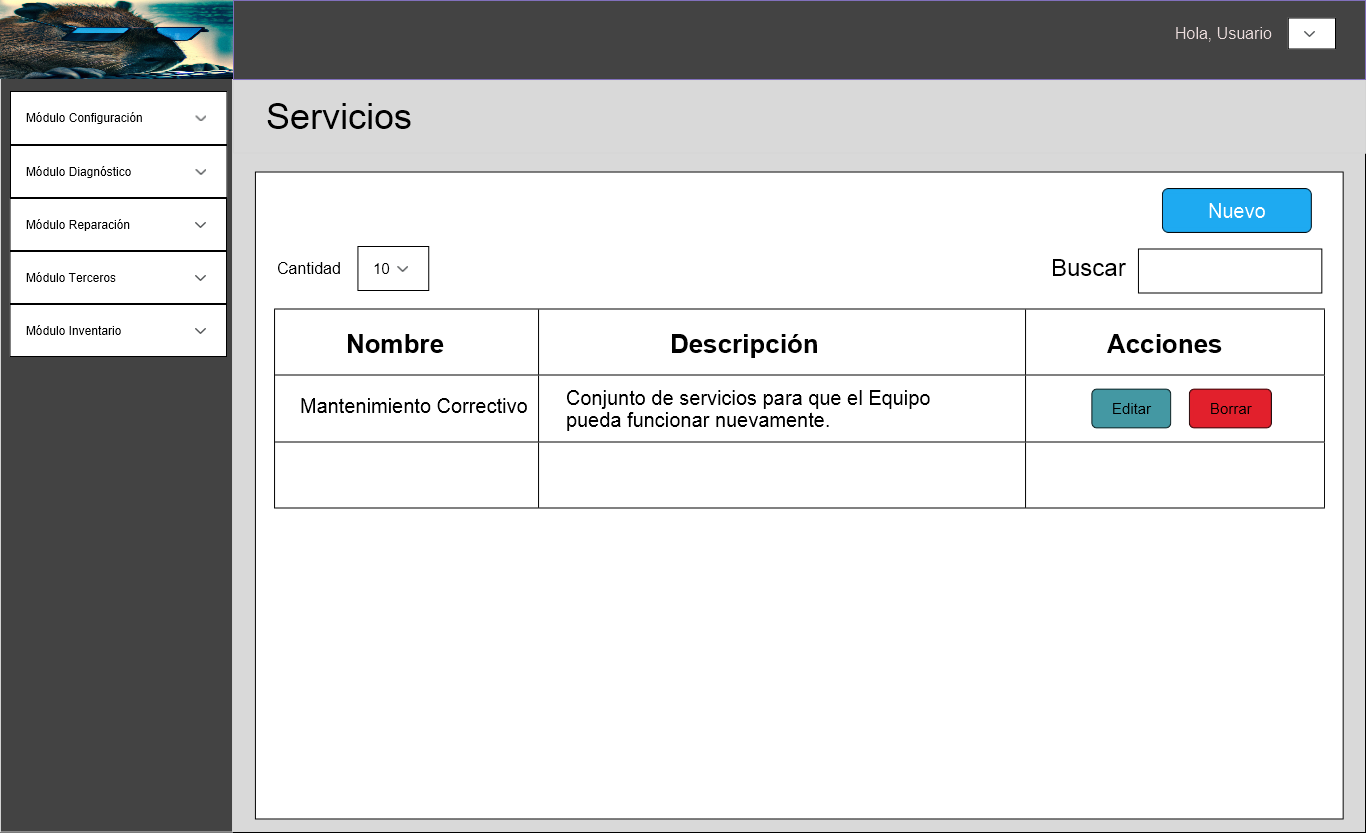 Hola, Usuario
Módulo Configuración
Módulo Diagnóstico
Módulo Reparación
Módulo Terceros
Módulo Inventario
Servicios
Nuevo
Cantidad 10
Buscar
Nombre Descripción Acciones
Mantenimiento Correctivo
Conjunto de servicios para que el Equipo
pueda funcionar nuevamente.
Editar Borrar